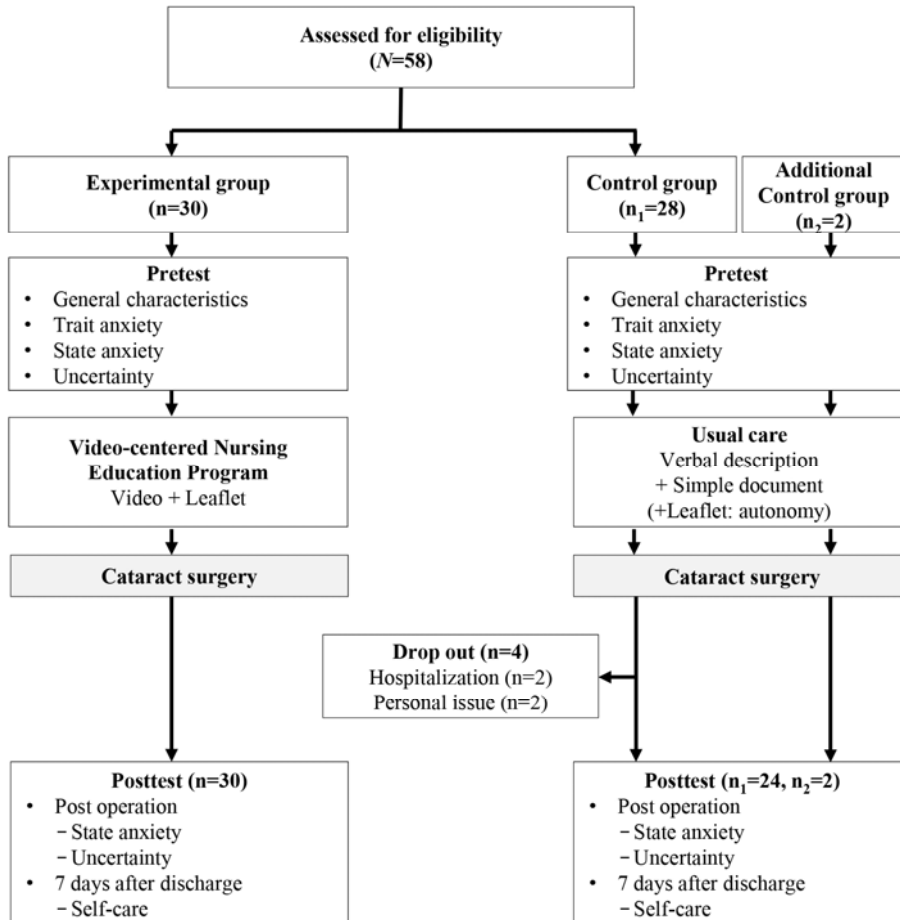 Assessed for eligibility
(N=58)
Experimental group
(n=30)
Control group
(n₁=28)
Additional
Control group
(n₂=2)
Pretest
• General characteristics
• Trait anxiety
• State anxiety
• Uncertainty
Pretest
• General characteristics
• Trait anxiety
• State anxiety
• Uncertainty
Video-centered Nursing
Education Program
Video + Leaflet
Usual care
Verbal description
+ Simple document
(+Leaflet: autonomy)
Cataract surgery
Cataract surgery
Drop out (n=4)
Hospitalization (n=2)
Personal issue (n=2)
Posttest (n=30)
• Post operation
− State anxiety
− Uncertainty
• 7 days after discharge
− Self-care
Posttest (n₁=24, n₂=2)
• Post operation
− State anxiety
− Uncertainty
• 7 days after discharge
− Self-care